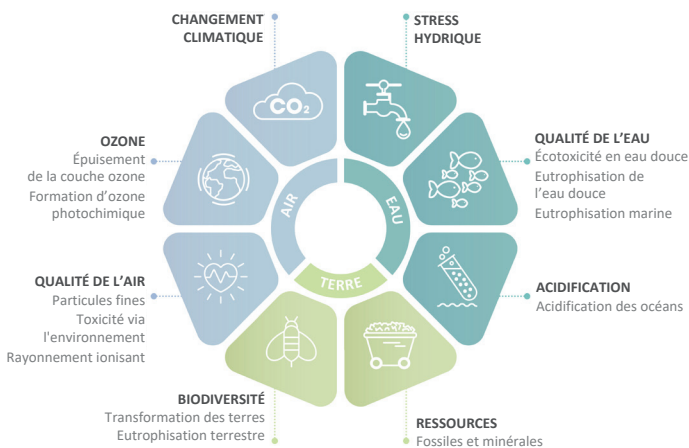 CHANGEMENT
CLIMATIQUE
STRESS
HYDRIQUE
CO₂
OZONE
Épuisement
de la couche ozone
Formation d'ozone
photochimique
QUALITÉ DE L'EAU
Écotoxicité en eau douce
Eutrophisation de
l'eau douce
Eutrophisation marine
AIR
EAU
TERRE
QUALITÉ DE L'AIR
Particules fines
Toxicité via
l'environnement
Rayonnement ionisant
ACIDIFICATION
Acidification des océans
BIODIVERSITÉ
Transformation des terres
Eutrophisation terrestre
RESSOURCES
Fossiles et minérales